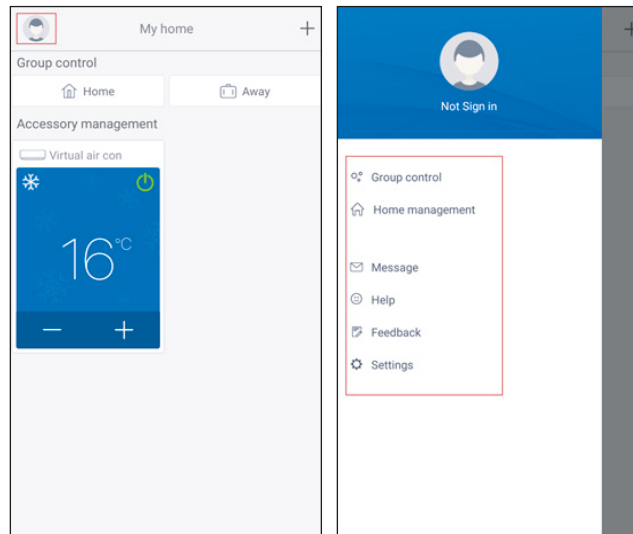 My home
Group control
Home
Away
Accessory management
Virtual air con
16°C
Not Sign in
Group control
Home management
Message
Help
Feedback
Settings